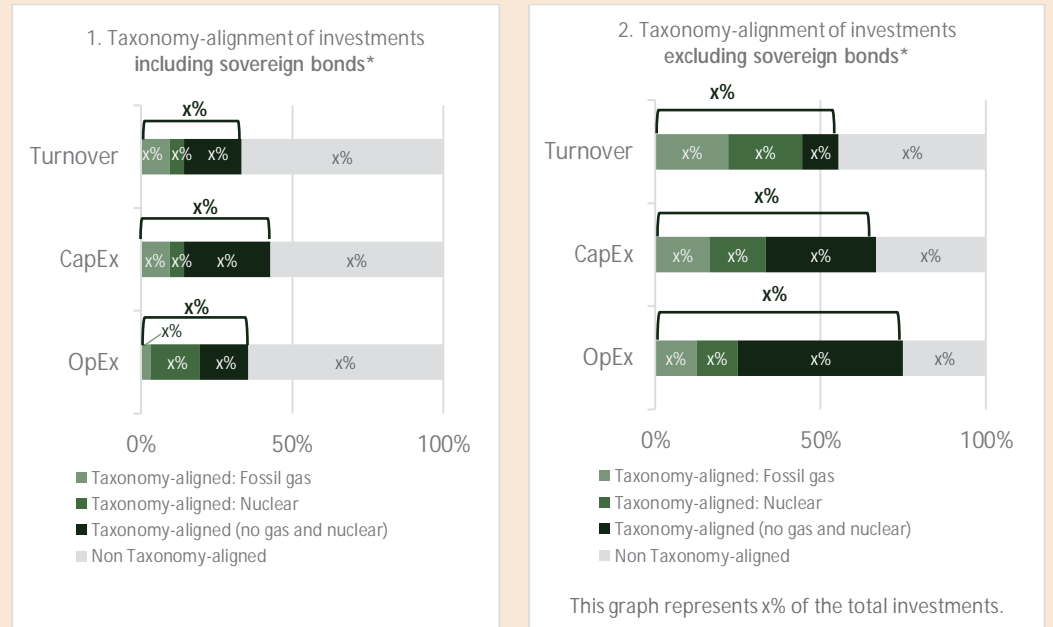 1. Taxonomy-alignment of investments
including sovereign bonds*
x%
Turnover
x% x% x% x%
x%
CapEx
x% x% x% x%
x%
x%
OpEx
x% x% x%
0% 50% 100%
Taxonomy-aligned: Fossil gas
Taxonomy-aligned: Nuclear
Taxonomy-aligned (no gas and nuclear)
Non Taxonomy-aligned
2. Taxonomy-alignment of investments
excluding sovereign bonds*
x%
Turnover
x% x% x% x%
x%
CapEx
x% x% x% x%
x%
OpEx
x% x% x% x%
0% 50% 100%
Taxonomy-aligned: Fossil gas
Taxonomy-aligned: Nuclear
Taxonomy-aligned (no gas and nuclear)
Non Taxonomy-aligned
This graph represents x% of the total investments.